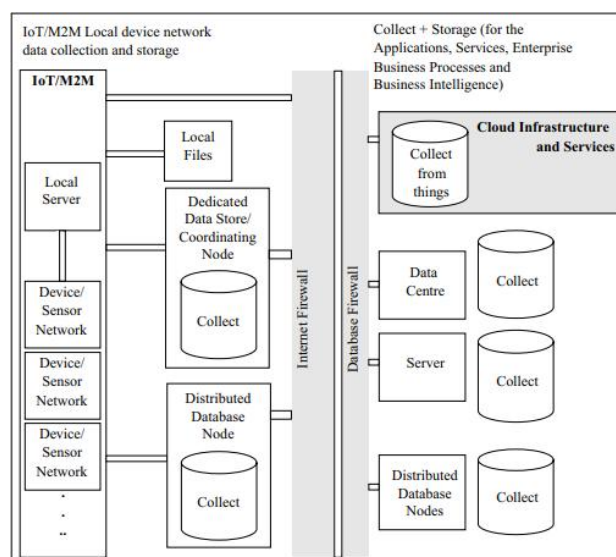 IoT/M2M Local device network
data collection and storage
IoT/M2M
Local
Server
Device/
Sensor
Network
Device/
Sensor
Network
Device/
Sensor
Network
.
.
..
Local
Files
Dedicated
Data Store/
Coordinating
Node
Collect
Distributed
Database
Node
Collect
Internet Firewall
Database Firewall
Collect + Storage (for the
Applications, Services, Enterprise
Business Processes and
Business Intelligence)
Cloud Infrastructure
and Services
Collect
from
things
Data
Centre
Collect
Server
Collect
Distributed
Database
Nodes
Collect